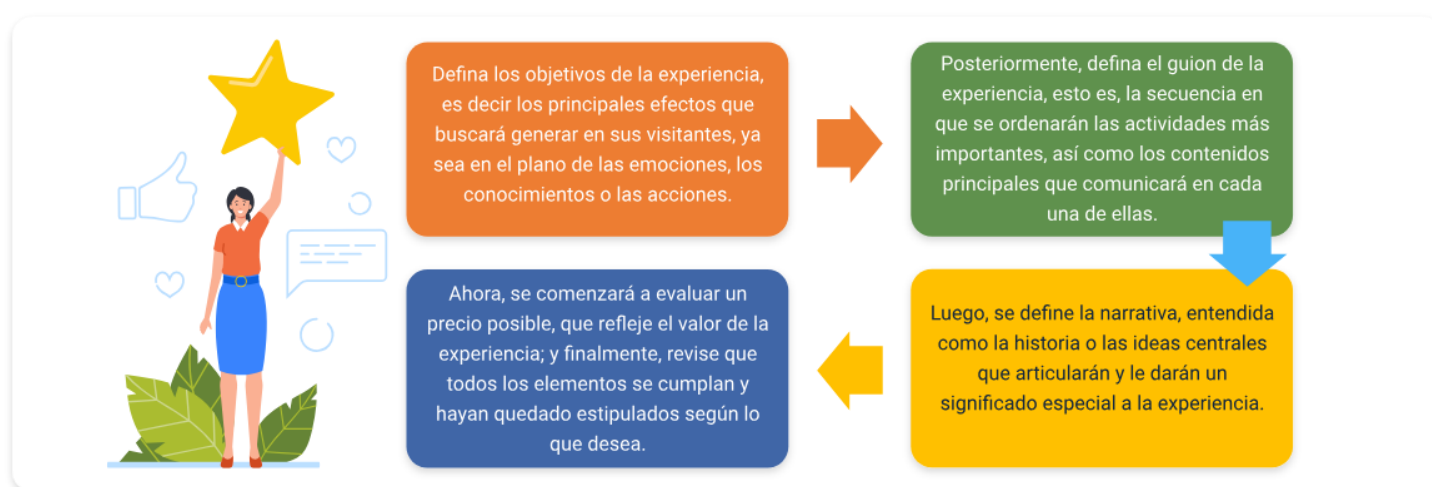 Defina los objetivos de la experiencia,
es decir los principales efectos que
buscará generar en sus visitantes, ya
sea en el plano de las emociones, los
conocimientos o las acciones.
Posteriormente, defina el guion de la
experiencia, esto es, la secuencia en
que se ordenarán las actividades más
importantes, así como los contenidos
principales que comunicará en cada
una de ellas.
Luego, se define la narrativa, entendida
como la historia o las ideas centrales
que articularán y le darán un
significado especial a la experiencia.
Ahora, se comenzará a evaluar un
precio posible, que refleje el valor de la
experiencia; y finalmente, revise que
todos los elementos se cumplan y
hayan quedado estipulados según lo
que desea.